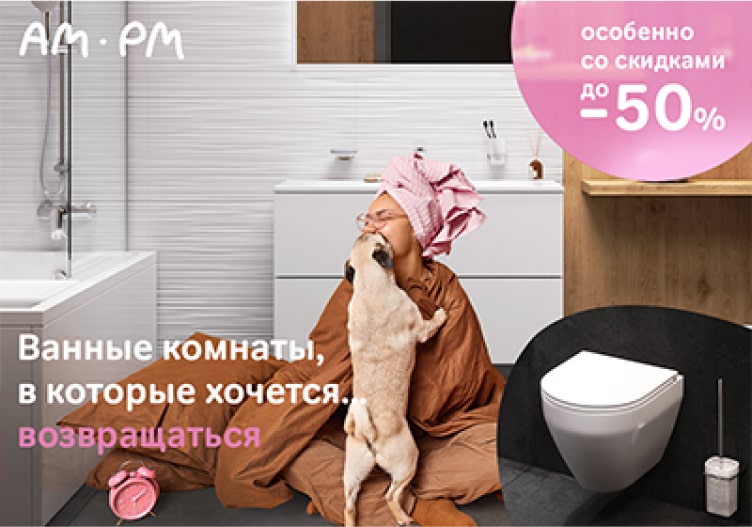 AM·PM
особенно
со скидками
до
–50%
Ванные комнаты,
в которые хочется...
возвращаться